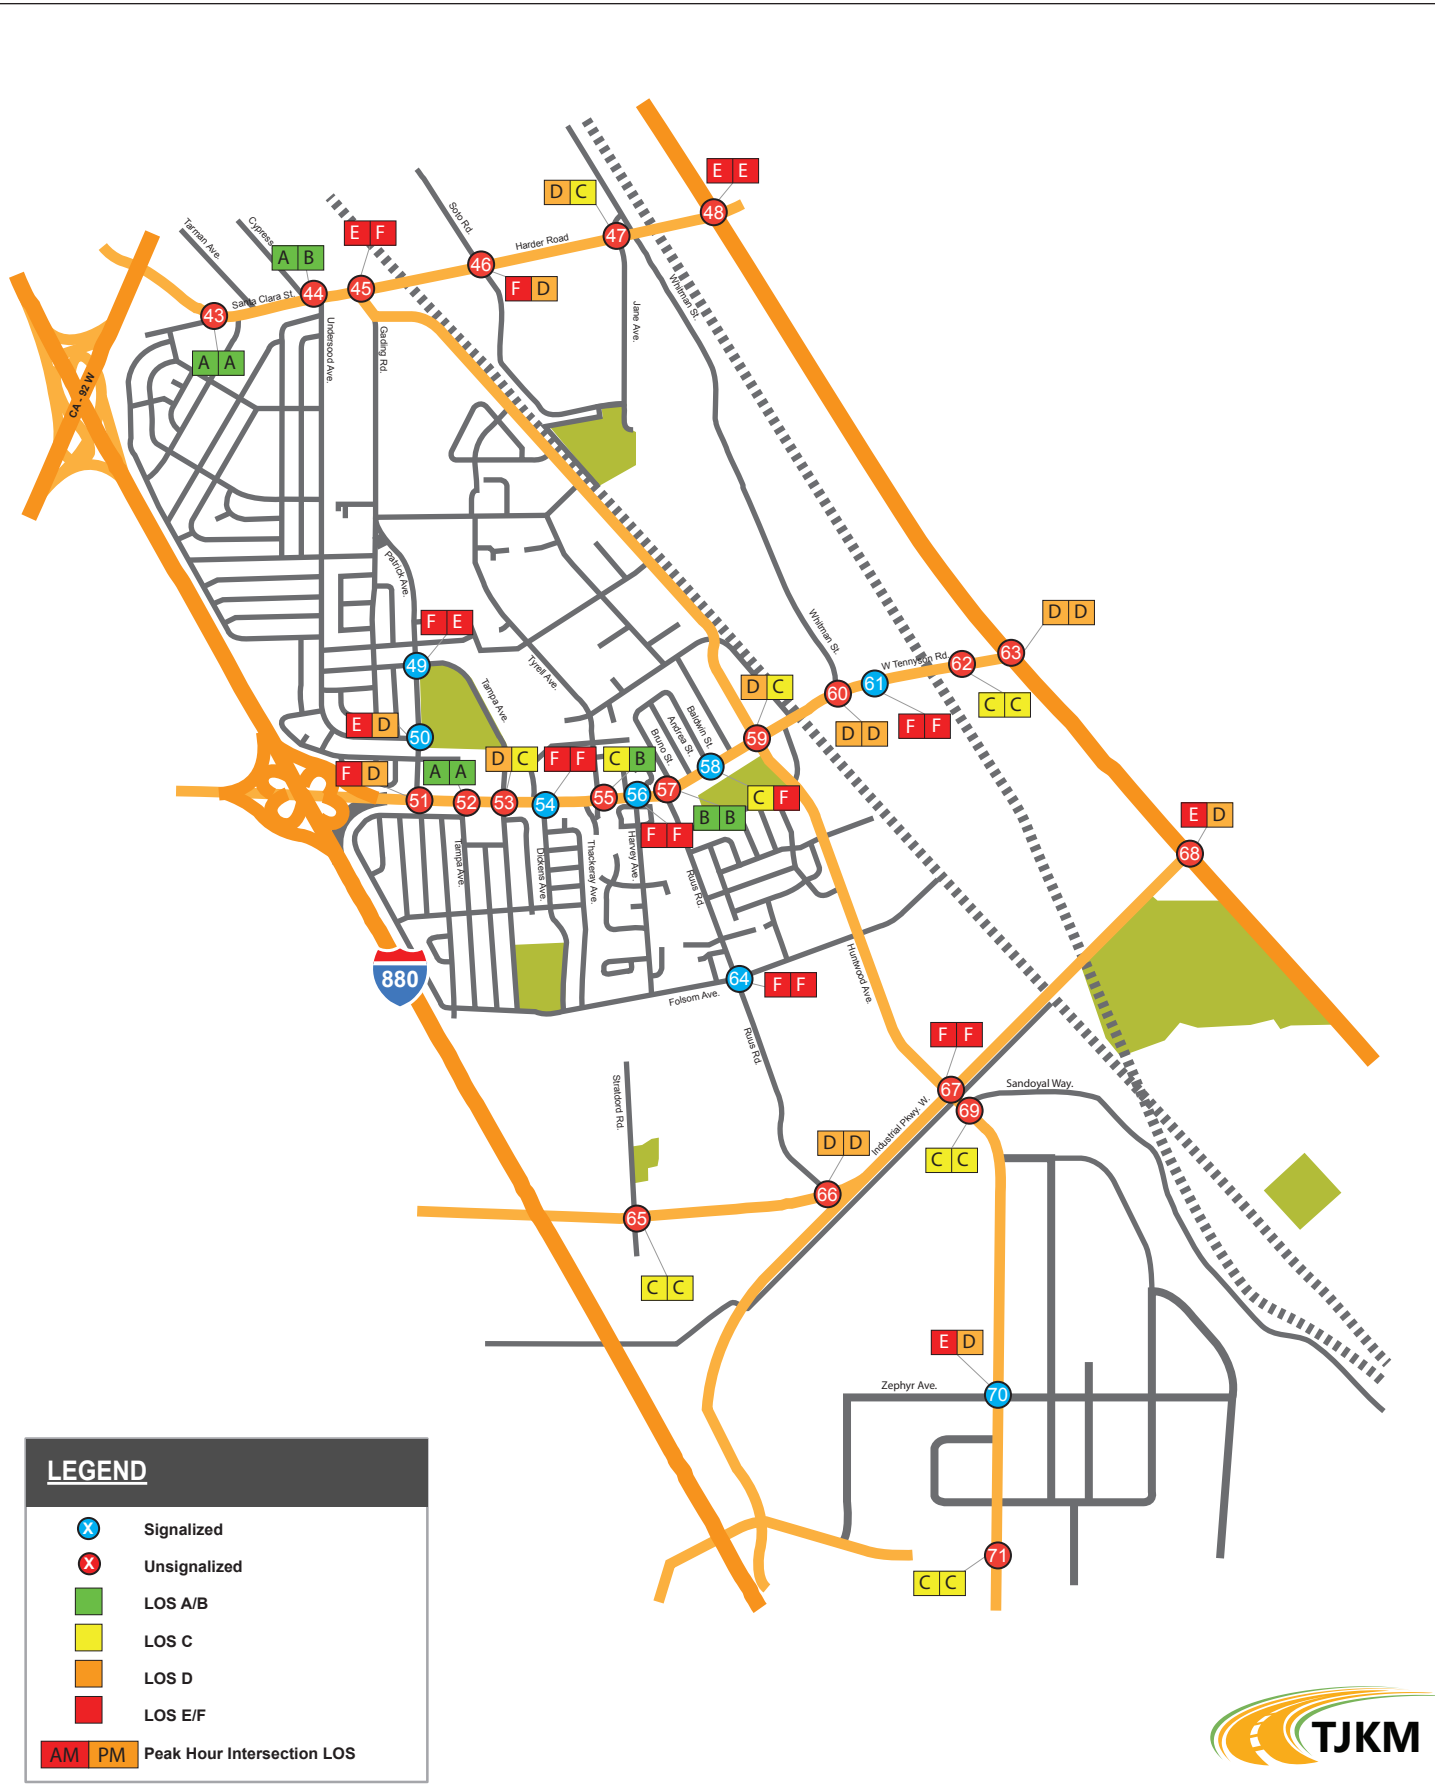 E E
D C
48
47
Tarman Ave.
Cypress
Soto Rd.
E F
Harder Road
A B
46
F D
45
44
Santa Clara St.
43
A A
Whitman St.
Jane Ave.
Undersood Ave.
Gading Rd.
CA - 92 W
Patrick Ave.
F E
D D
Whitman St.
63
W Tennyson Rd.
62
49
Tyrell Ave.
61
60
D C
C C
Tampa Ave.
Baldwin St.
Andrea St.
Bruno St.
E D
50
F F
D D
59
58
D C
F F
C B
F D
A A
57
56
55
54
53
52
51
C F
B B
F F
E D
68
Tampa Ave.
Dickens Ave.
Thackeray Ave.
Harvey Ave.
Ruus Rd.
880
64
F F
Folsom Ave.
Huntwood Ave.
Ruus Rd.
F F
67
Sandoyal Way.
69
Stratdord Rd.
Industrial Pkwy. W.
D D
C C
66
65
C C
E D
Zephyr Ave.
70
71
C C
LEGEND
X Signalized
X Unsignalized
LOS A/B
LOS C
LOS D
LOS E/F
AM PM Peak Hour Intersection LOS
TJKM